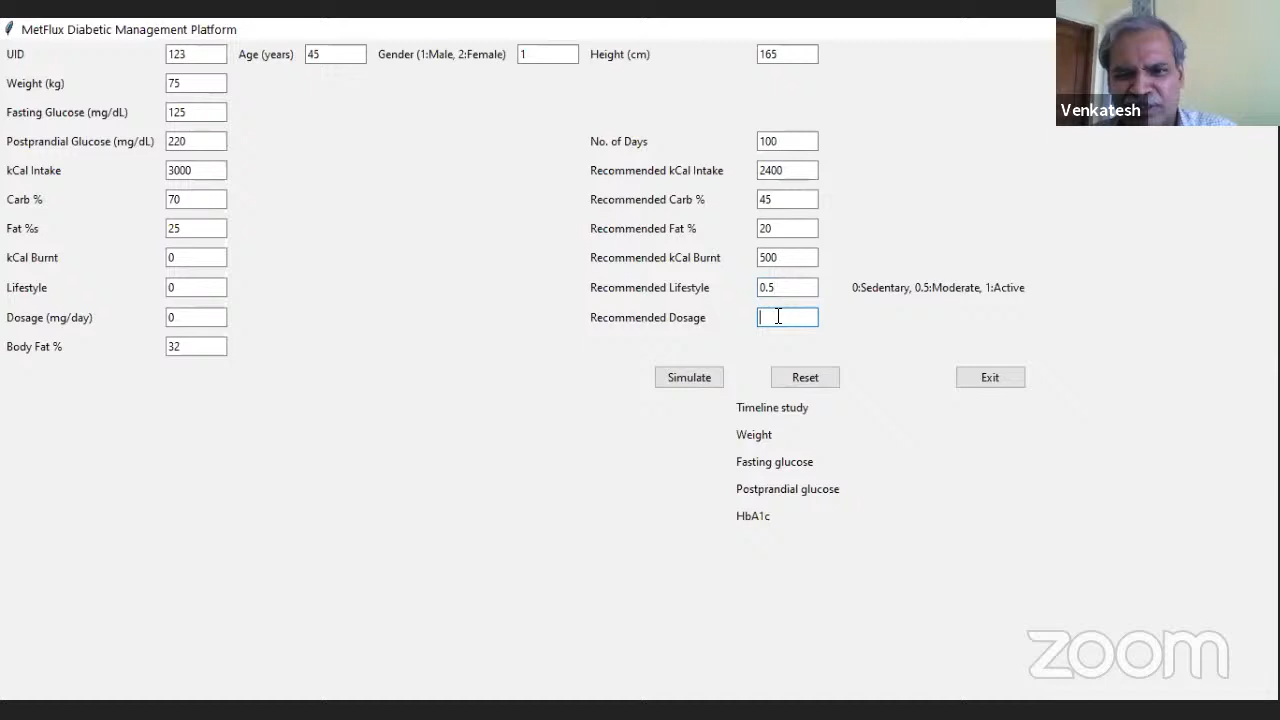 MetFlux Diabetic Management Platform
UID 123 Age (years) 45 Gender (1:Male, 2:Female) 1 Height (cm) 165
Weight (kg) 75
Venkatesh
Fasting Glucose (mg/dL) 125
Postprandial Glucose (mg/dL) 220 No. of Days 100
kCal Intake 3000 Recommended kCal Intake 2400
Carb % 70 Recommended Carb % 45
Fat %s 25 Recommended Fat % 20
kCal Burnt 0 Recommended kCal Burnt 500
Lifestyle 0 Recommended Lifestyle 0.5 0:Sedentary, 0.5:Moderate, 1:Active
Dosage (mg/day) 0 Recommended Dosage
Body Fat % 32
Simulate Reset Exit
Timeline study
Weight
Fasting glucose
Postprandial glucose
HbA1c
zoom